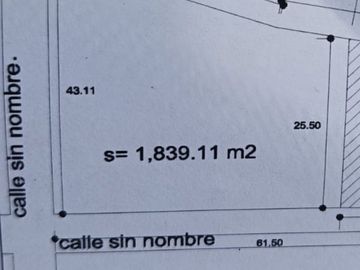 calle sin nombre.
43.11
25.50
s= 1,839.11 m2
calle sin nombre
61.50